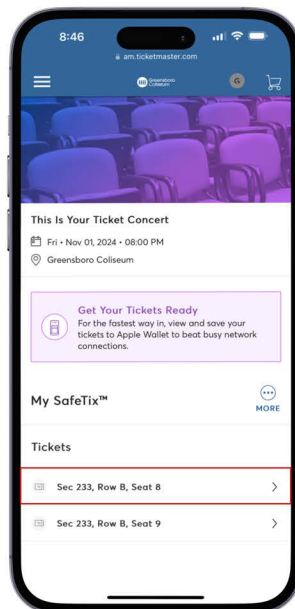 8:46
am.ticketmaster.com
Greensboro
Coliseum
G
This Is Your Ticket Concert
Fri • Nov 01, 2024 • 08:00 PM
Greensboro Coliseum
Get Your Tickets Ready
For the fastest way in, view and save your
tickets to Apple Wallet to beat busy network
connections.
My SafeTix™
MORE
Tickets
Sec 233, Row B, Seat 8
Sec 233, Row B, Seat 9